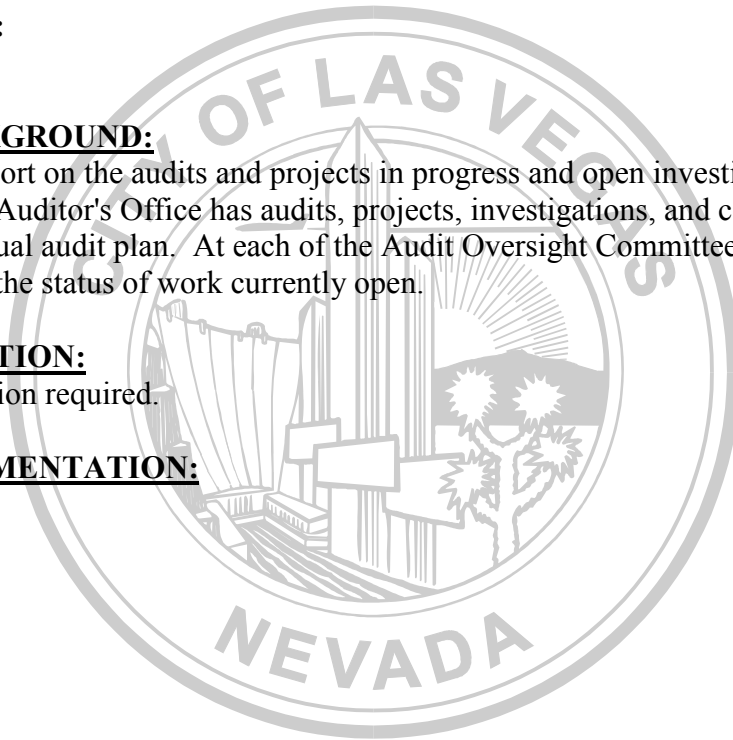 :
GROUND:
ort on the audits and projects in progress and open investi
Auditor's Office has audits, projects, investigations, and c
ual audit plan.  At each of the Audit Oversight Committee
the status of work currently open.
TION:
ion required.
MENTATION:
CITY OF LAS VEGAS
NEVADA